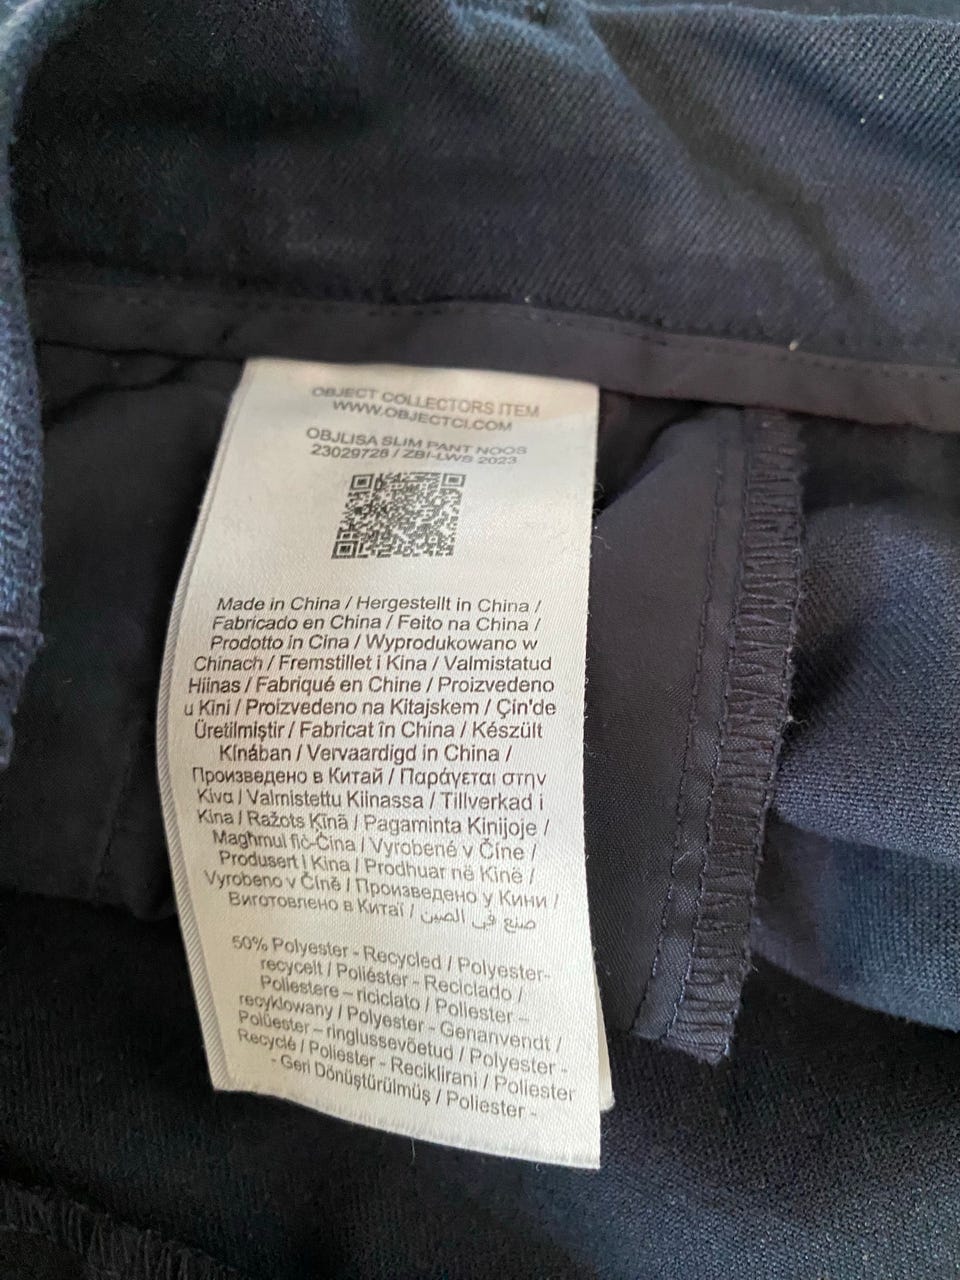 OBJECT COLLECTORS ITEM
WWW.OBJECTCI.COM
OBJLISA SLIM PANT NOOS
23029728 / ZBI-LWS 2023
Made in China / Hergestellt in China /
Fabricado en China / Feito na China /
Prodotto in Cina / Wyprodukowano w
Chinach / Fremstillet i Kina / Valmistatud
Hiinas / Fabriqué en Chine / Proizvedeno
u Kini / Proizvedeno na Kitajskem / Çin'de
Üretilmiştir / Fabricat în China / Készült
Kínában / Vervaardigd in China /
Произведено в Китай / Παράγεται στην
Κίνα / Valmistettu Kiinassa / Tillverkad i
Kina / Ražots Ķīnā / Pagaminta Kinijoje /
Magħmul fiċ-Ċina / Vyrobené v Číne /
Produsert i Kina / Prodhuar në Kinë /
Vyrobeno v Číně / Произведено у Кини /
Виготовлено в Китаї / صنع في الصين
50% Polyester - Recycled / Polyester-
recycelt / Poliéster - Reciclado /
Poliestere – riciclato / Poliester –
recyklowany / Polyester - Genanvendt /
Polüester – ringlussevõetud / Polyester -
Recyclé / Poliester - Reciklirani / Poliester
- Geri Dönüştürülmüş / Poliester -